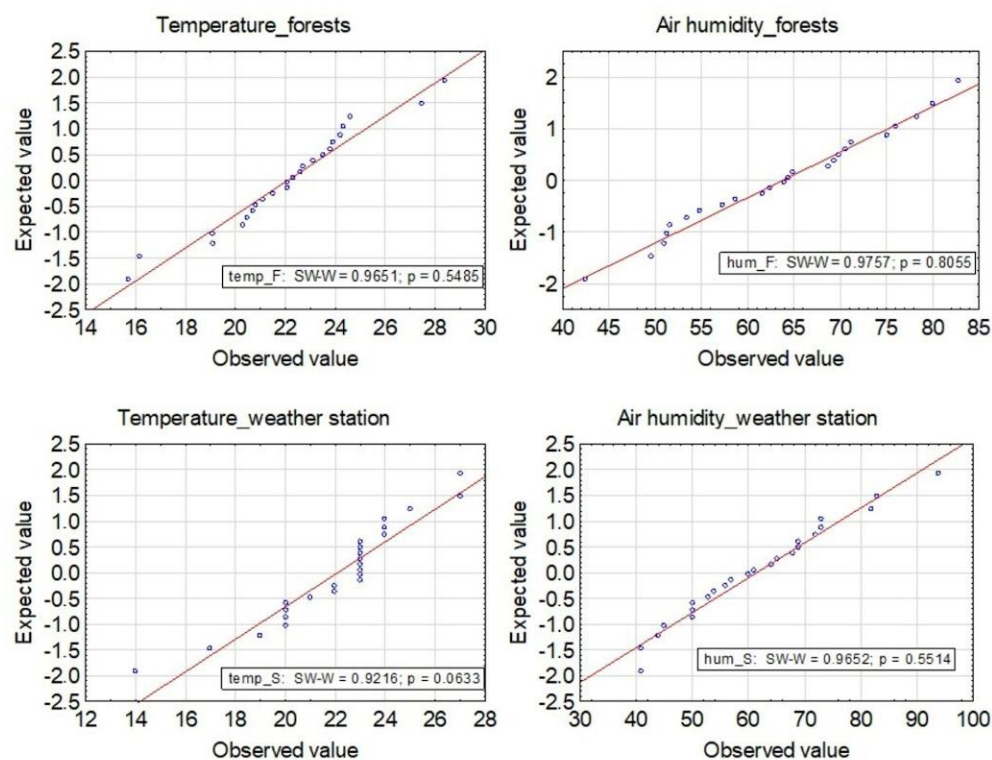 Temperature_forests
2.5
2.0
1.5
1.0
0.5
0.0
-0.5
-1.0
-1.5
-2.0
-2.5
Expected value
temp_F: SW-W = 0.9651; p = 0.5485
14 16 18 20 22 24 26 28 30
Observed value
Air humidity_forests
2
1
0
-1
-2
Expected value
hum_F: SW-W = 0.9757; p = 0.8055
40 45 50 55 60 65 70 75 80 85
Observed value
Temperature_weather station
2.5
2.0
1.5
1.0
0.5
0.0
-0.5
-1.0
-1.5
-2.0
-2.5
Expected value
temp_S: SW-W = 0.9216; p = 0.0633
12 14 16 18 20 22 24 26 28
Observed value
Air humidity_weather station
2.5
2.0
1.5
1.0
0.5
0.0
-0.5
-1.0
-1.5
-2.0
-2.5
Expected value
hum_S: SW-W = 0.9652; p = 0.5514
30 40 50 60 70 80 90 100
Observed value